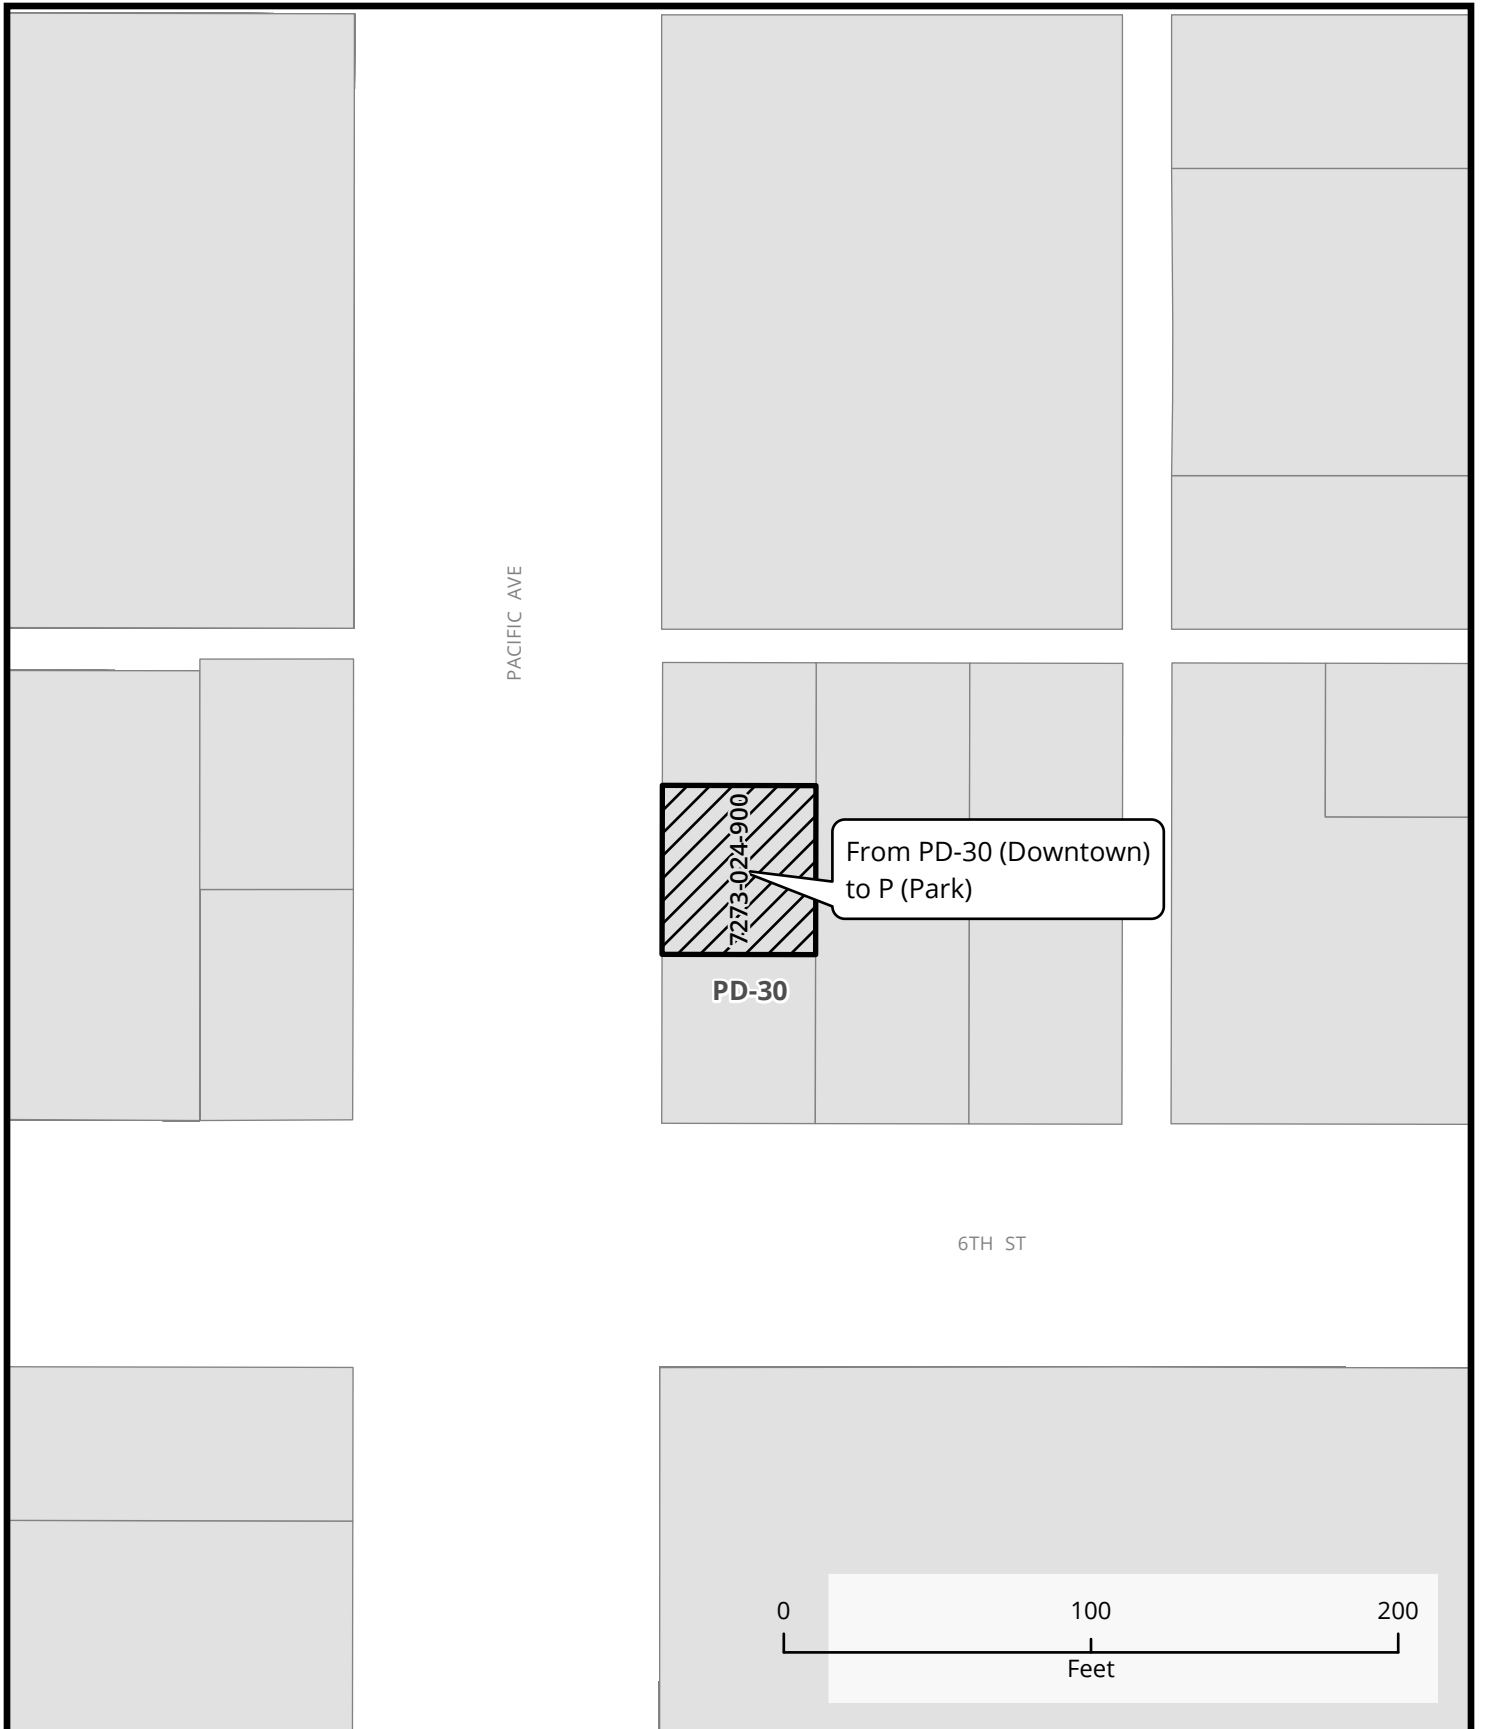 PACIFIC AVE
7273-024-900
From PD-30 (Downtown)
to P (Park)
PD-30
6TH ST
0 100 200
Feet